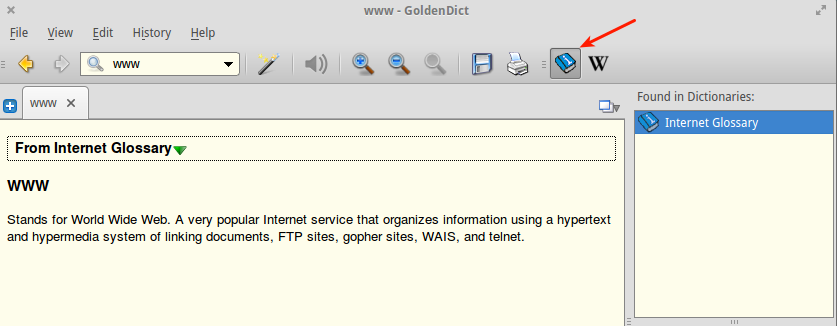 www - GoldenDict
File View Edit History Help
www
W
www
Found in Dictionaries:
Internet Glossary
From Internet Glossary
WWW
Stands for World Wide Web. A very popular Internet service that organizes information using a hypertext
and hypermedia system of linking documents, FTP sites, gopher sites, WAIS, and telnet.